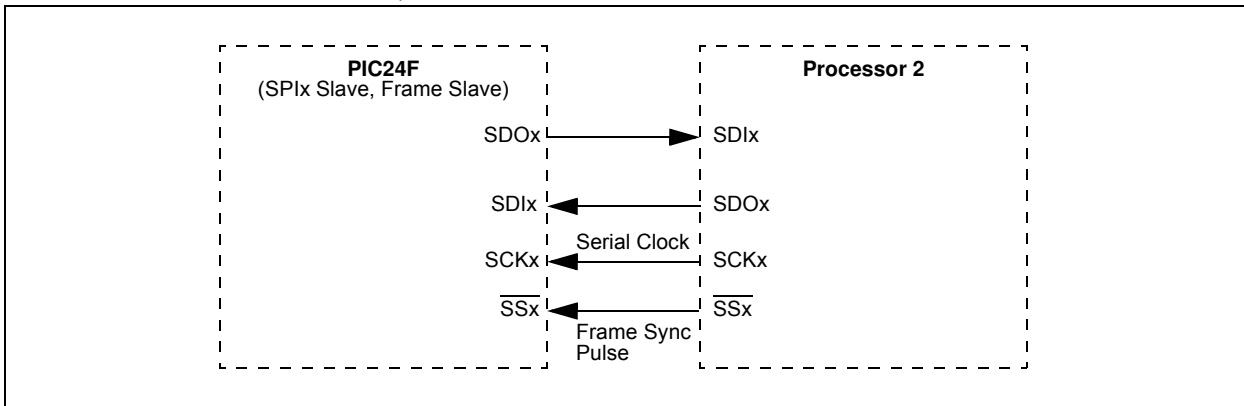 PIC24F
(SPIx Slave, Frame Slave)
Processor 2
SDOx
SDIx
SDIx
SDOx
Serial Clock
SCKx
SCKx
SSx
SSx
Frame Sync
Pulse